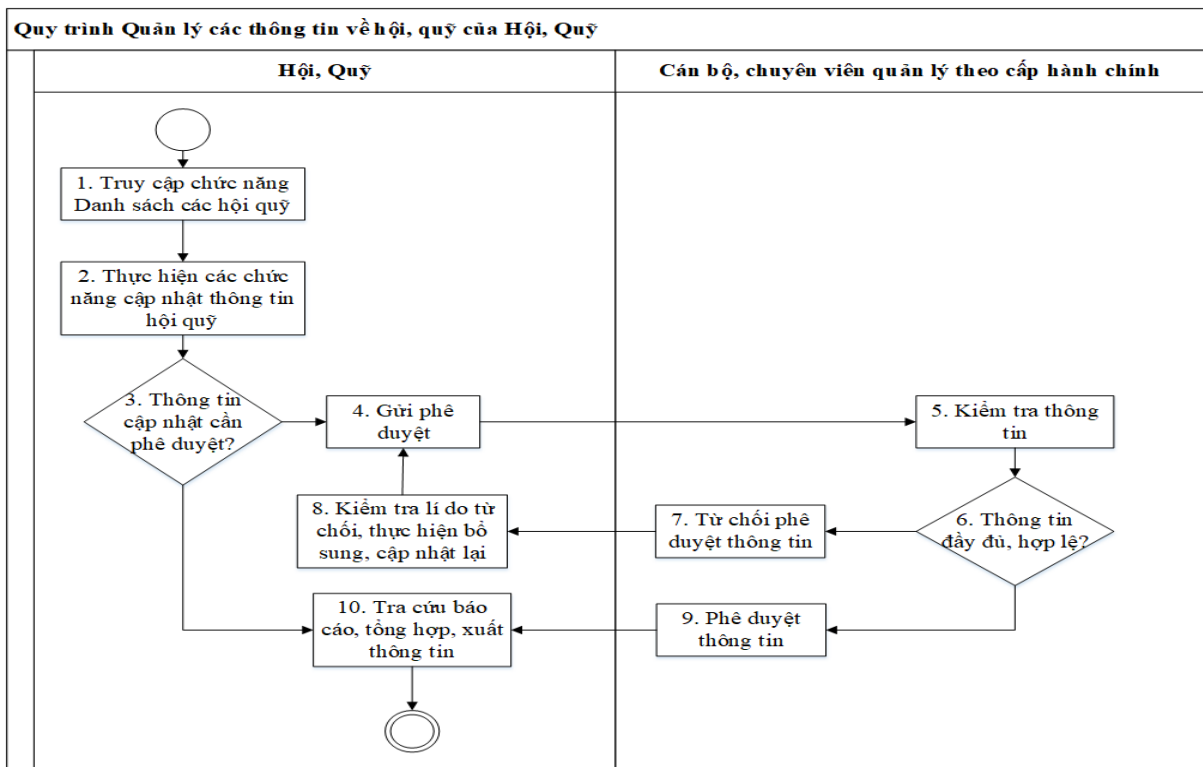 Quy trình Quản lý các thông tin về hội, quỹ của Hội, Quỹ
Hội, Quỹ
Cán bộ, chuyên viên quản lý theo cấp hành chính
1. Truy cập chức năng
Danh sách các hội quỹ
2. Thực hiện các chức
năng cập nhật thông tin
hội quỹ
3. Thông tin
cập nhật cần
phê duyệt?
4. Gửi phê
duyệt
5. Kiểm tra thông
tin
6. Thông tin
đầy đủ, hợp lệ?
7. Từ chối phê
duyệt thông tin
8. Kiểm tra lí do từ
chối, thực hiện bổ
sung, cập nhật lại
9. Phê duyệt
thông tin
10. Tra cứu báo
cáo, tổng hợp, xuất
thông tin